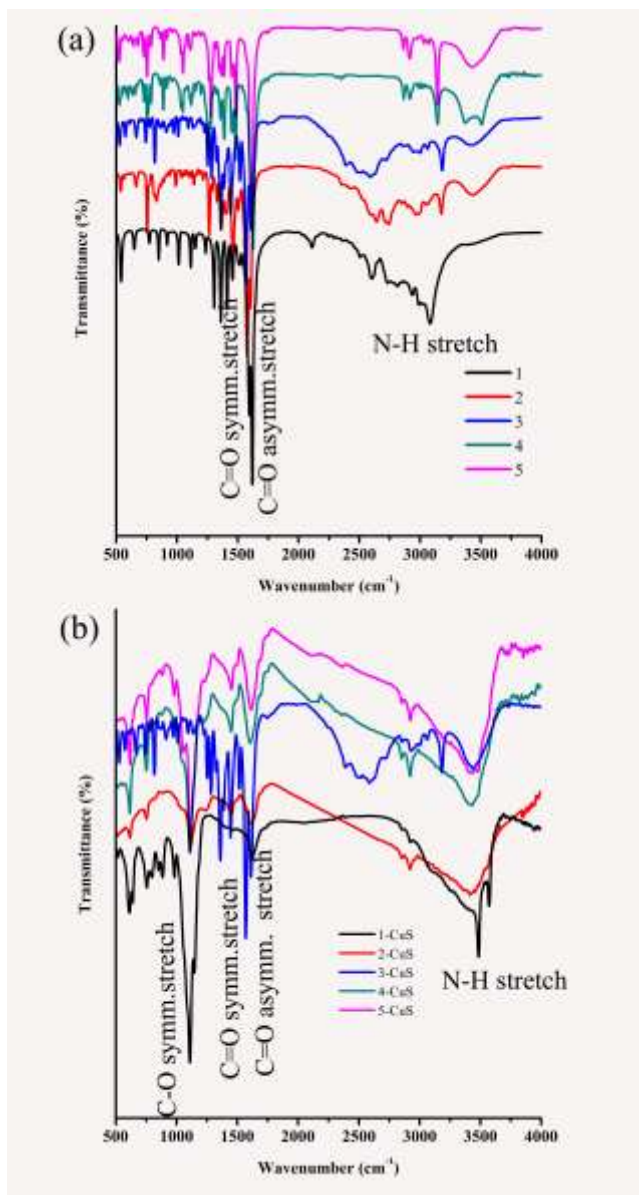 (a)
Transmittance (%)
C=O symm.stretch
C=O asymm.stretch
N-H stretch
1
2
3
4
5
500 1000 1500 2000 2500 3000 3500 4000
Wavenumber (cm-1)
(b)
Transmittance (%)
C-O symm.stretch
C=O symm.stretch
C=O asymm. stretch
N-H stretch
1-CuS
2-CuS
3-CuS
4-CuS
5-CuS
500 1000 1500 2000 2500 3000 3500 4000
Wavenumber (cm-1)